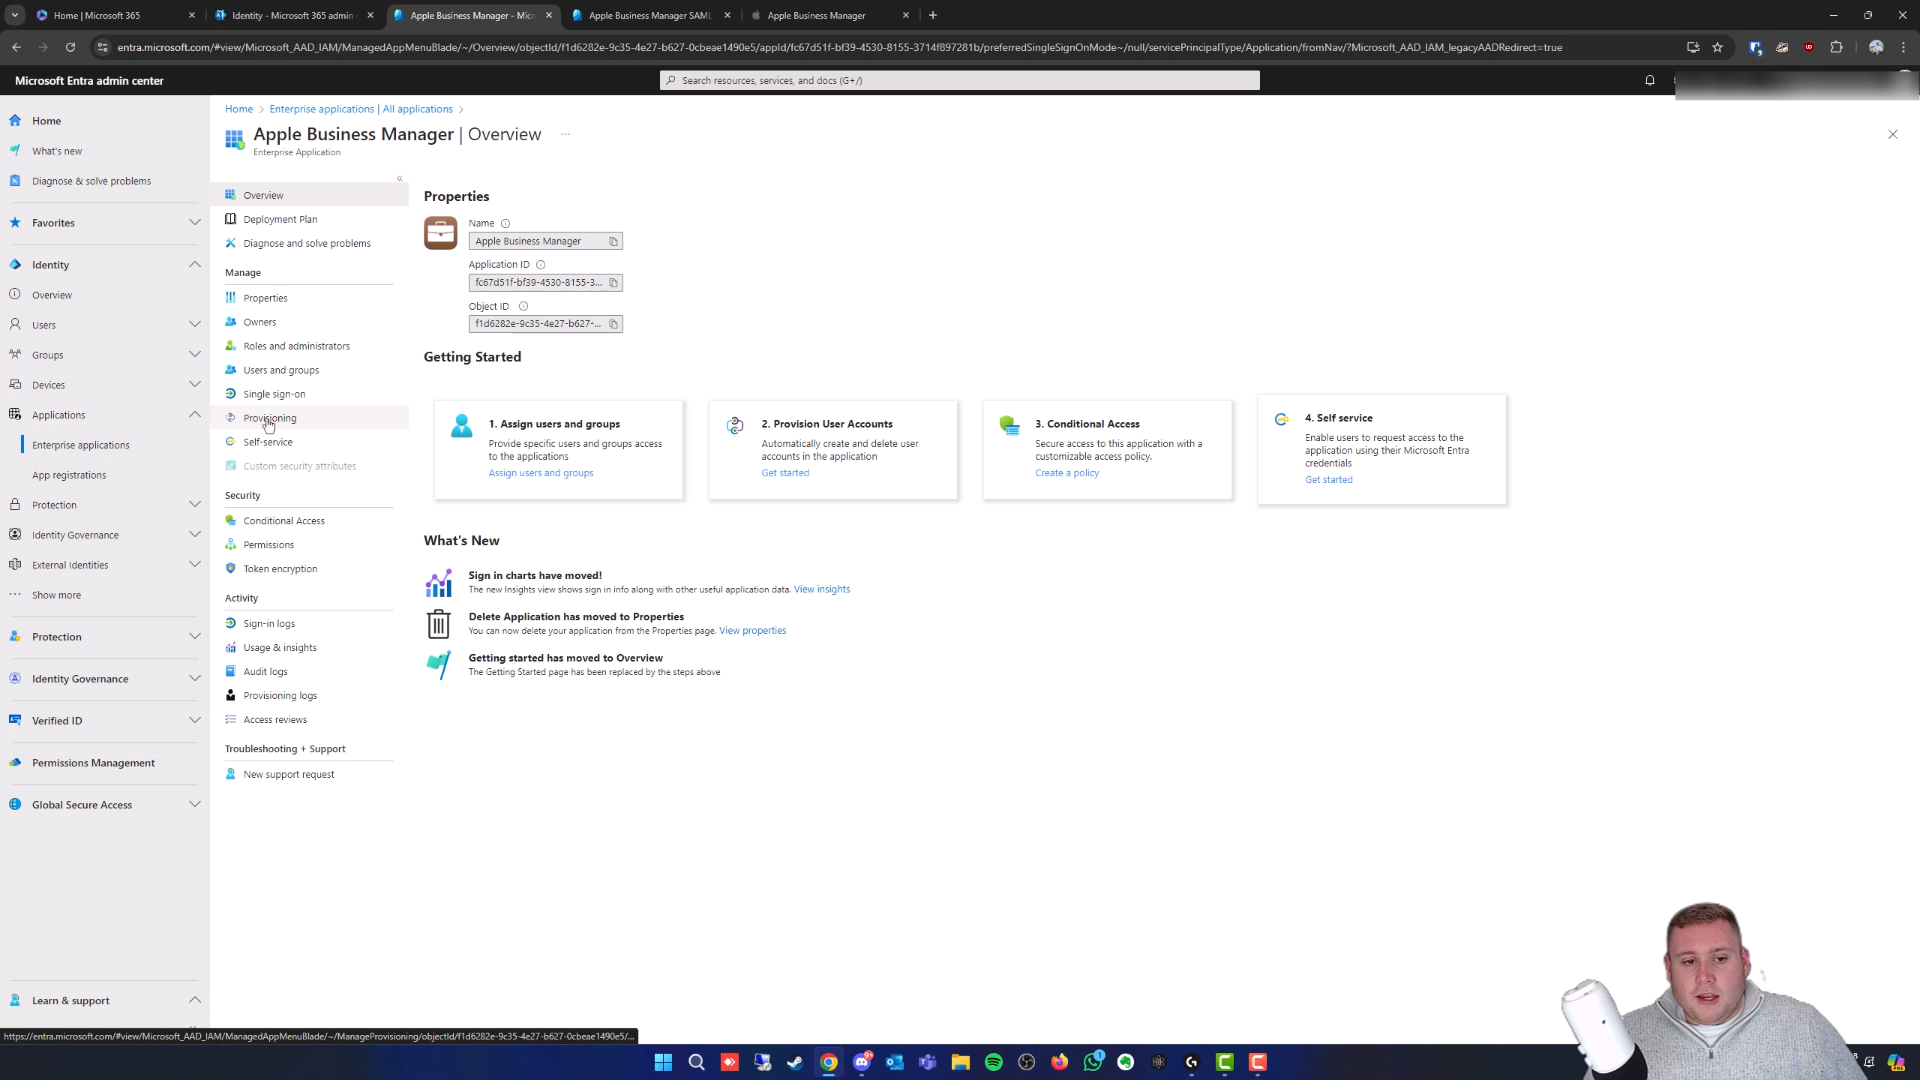 Home | Microsoft 365
Identity - Microsoft 365 admin
Apple Business Manager - Micr
Apple Business Manager SAML
Apple Business Manager
entra.microsoft.com/#view/Microsoft_AAD_IAM/ManagedAppMenuBlade/~/Overview/objectId/f1d6282e-9c35-4e27-b627-0cbeae1490e5/appId/fc67d51f-bf39-4530-8155-3714f897281b/preferredSingleSignOnMode~/null/servicePrincipalType/Application/fromNav/?Microsoft_AAD_IAM_legacyAADRedirect=true
Microsoft Entra admin center
Search resources, services, and docs (G+/)
Home
What's new
Diagnose & solve problems
Favorites
Identity
Overview
Users
Groups
Devices
Applications
Enterprise applications
App registrations
Protection
Identity Governance
External Identities
Show more
Protection
Identity Governance
Verified ID
Permissions Management
Global Secure Access
Learn & support
Home > Enterprise applications | All applications >
Apple Business Manager | Overview ...
Enterprise Application
Overview
Deployment Plan
Diagnose and solve problems
Manage
Properties
Owners
Roles and administrators
Users and groups
Single sign-on
Provisioning
Self-service
Custom security attributes
Security
Conditional Access
Permissions
Token encryption
Activity
Sign-in logs
Usage & insights
Audit logs
Provisioning logs
Access reviews
Troubleshooting + Support
New support request
Properties
Name
Apple Business Manager
Application ID
fc67d51f-bf39-4530-8155-3...
Object ID
f1d6282e-9c35-4e27-b627-...
Getting Started
1. Assign users and groups
Provide specific users and groups access
to the applications
Assign users and groups
2. Provision User Accounts
Automatically create and delete user
accounts in the application
Get started
3. Conditional Access
Secure access to this application with a
customizable access policy.
Create a policy
4. Self service
Enable users to request access to the
application using their Microsoft Entra
credentials
Get started
What's New
Sign in charts have moved!
The new Insights view shows sign in info along with other useful application data. View insights
Delete Application has moved to Properties
You can now delete your application from the Properties page. View properties
Getting started has moved to Overview
The Getting Started page has been replaced by the steps above
https://entra.microsoft.com/#view/Microsoft_AAD_IAM/ManagedAppMenuBlade/~/ManageProvisioning/objectId/f1d6282e-9c35-4e27-b627-0cbeae1490e5/...